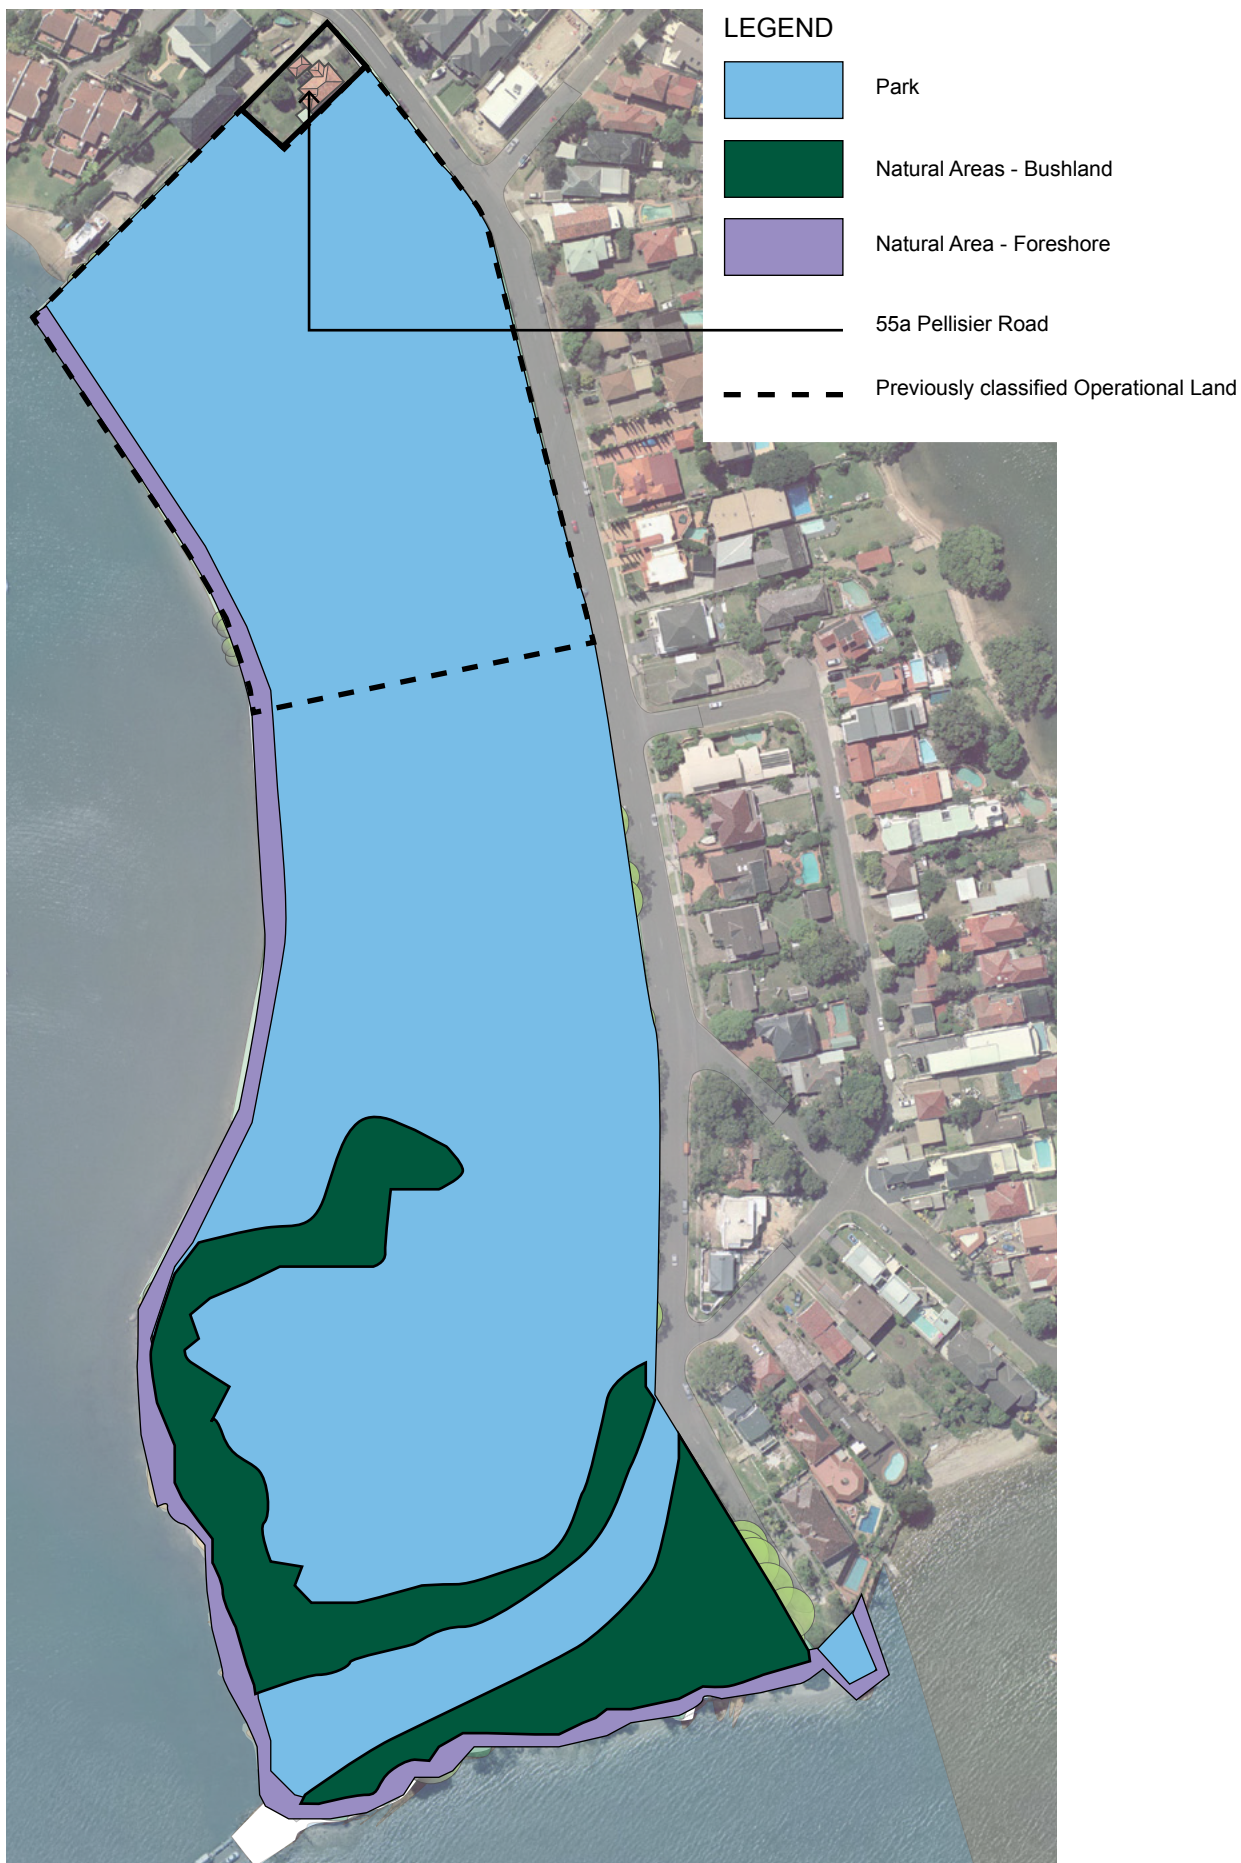 LEGEND
Park
Natural Areas - Bushland
Natural Area - Foreshore
55a Pellisier Road
Previously classified Operational Land